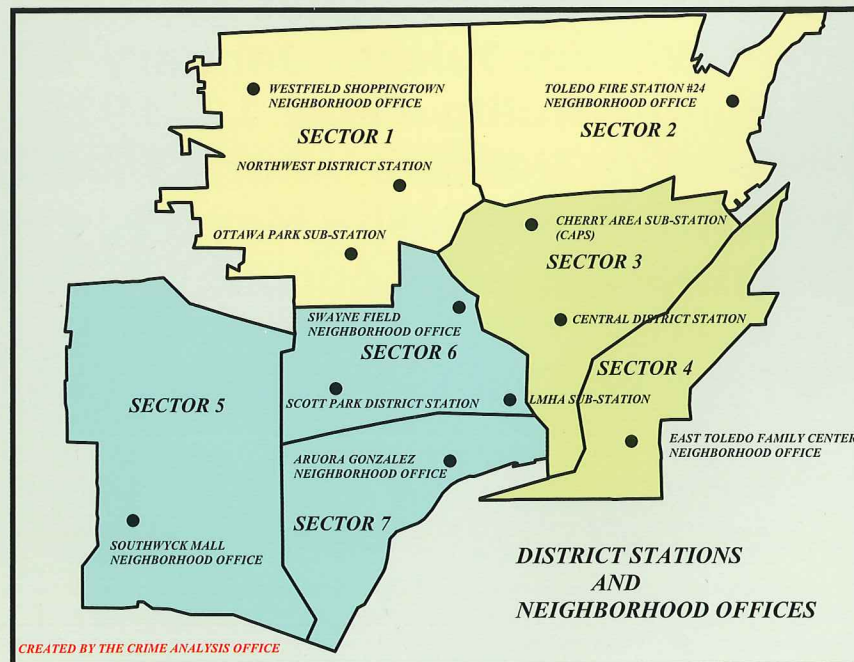 WESTFIELD SHOPPINGTOWN
NEIGHBORHOOD OFFICE
SECTOR 1
NORTHWEST DISTRICT STATION
OTTAWA PARK SUB-STATION
TOLEDO FIRE STATION #24
NEIGHBORHOOD OFFICE
SECTOR 2
CHERRY AREA SUB-STATION
(CAPS)
SECTOR 3
CENTRAL DISTRICT STATION
SWAYNE FIELD
NEIGHBORHOOD OFFICE
SECTOR 6
SCOTT PARK DISTRICT STATION
LMHA SUB-STATION
SECTOR 4
EAST TOLEDO FAMILY CENTER
NEIGHBORHOOD OFFICE
SECTOR 5
SOUTHWYCK MALL
NEIGHBORHOOD OFFICE
ARUORA GONZALEZ
NEIGHBORHOOD OFFICE
SECTOR 7
DISTRICT STATIONS
AND
NEIGHBORHOOD OFFICES
CREATED BY THE CRIME ANALYSIS OFFICE